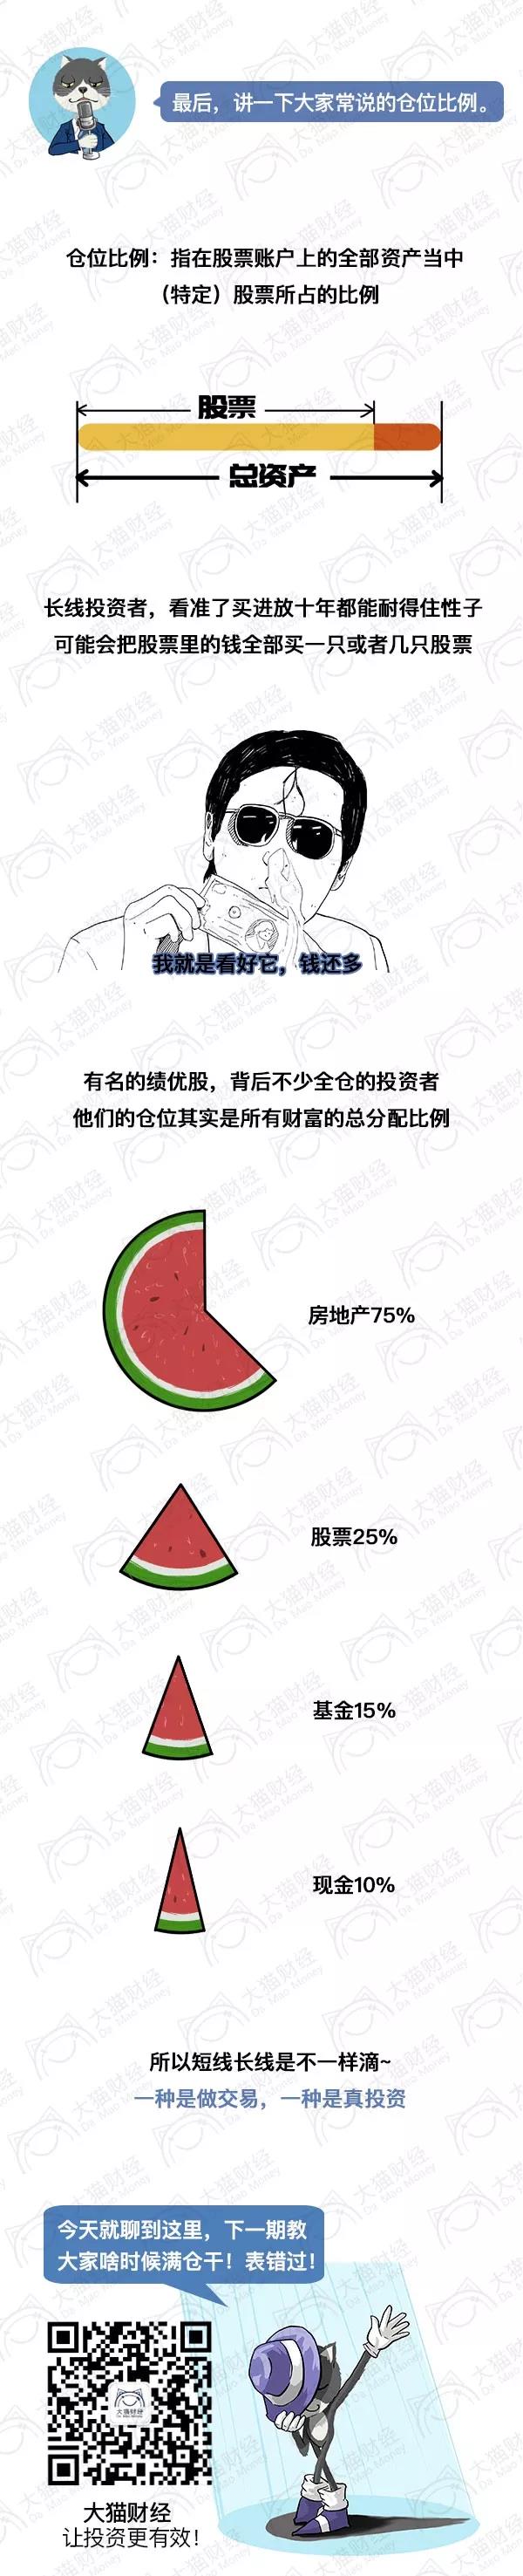 最后，讲一下大家常说的仓位比例。
仓位比例：指在股票账户上的全部资产当中
（特定）股票所占的比例
股票
总资产
长线投资者，看准了买进放十年都能耐得住性子
可能会把股票里的钱全部买一只或者几只股票
我就是看好它，钱还多
有名的绩优股，背后不少全仓的投资者
他们的仓位其实是所有财富的总分配比例
房地产75%
股票25%
基金15%
现金10%
所以短线长线是不一样滴~
一种是做交易，一种是真投资
今天就聊到这里，下一期教
大家啥时候满仓干！表错过！
大猫财经
Da Mao Money
大猫财经
让投资更有效！